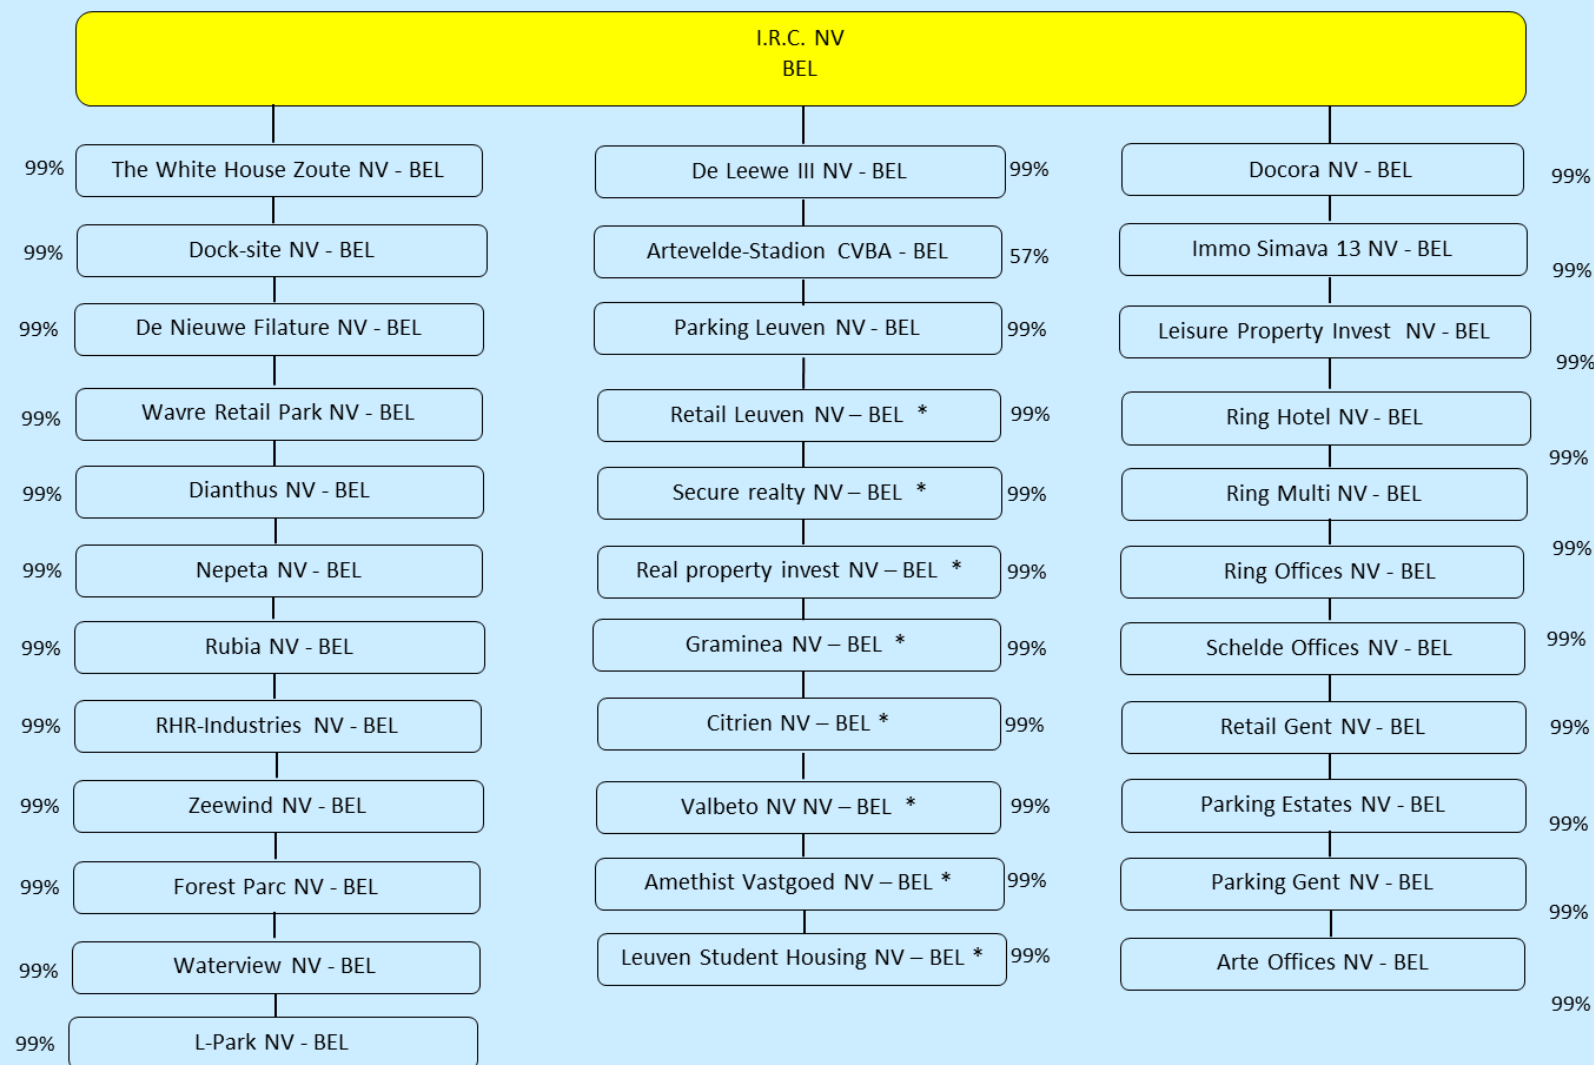 I.R.C. NV
BEL
99% The White House Zoute NV - BEL
99% Dock-site NV - BEL
99% De Nieuwe Filature NV - BEL
99% Wavre Retail Park NV - BEL
99% Dianthus NV - BEL
99% Nepeta NV - BEL
99% Rubia NV - BEL
99% RHR-Industries NV - BEL
99% Zeewind NV - BEL
99% Forest Parc NV - BEL
99% Waterview NV - BEL
99% L-Park NV - BEL
De Leewe III NV - BEL 99%
Artevelde-Stadion CVBA - BEL 57%
Parking Leuven NV - BEL 99%
Retail Leuven NV – BEL * 99%
Secure realty NV – BEL * 99%
Real property invest NV – BEL * 99%
Graminea NV – BEL * 99%
Citrien NV – BEL * 99%
Valbeto NV NV – BEL * 99%
Amethist Vastgoed NV – BEL * 99%
Leuven Student Housing NV – BEL * 99%
Docora NV - BEL 99%
Immo Simava 13 NV - BEL 99%
Leisure Property Invest NV - BEL 99%
Ring Hotel NV - BEL 99%
Ring Multi NV - BEL 99%
Ring Offices NV - BEL 99%
Schelde Offices NV - BEL 99%
Retail Gent NV - BEL 99%
Parking Estates NV - BEL 99%
Parking Gent NV - BEL 99%
Arte Offices NV - BEL